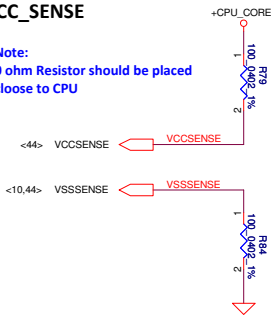 CC_SENSE
+CPU_CORE
Note:
0 ohm Resistor should be placed
cloose to CPU
1
100_0402_1%
R79
2
<44> VCCSENSE
VCCSENSE
<10,44> VSSSENSE
VSSSENSE
1
100_0402_1%
R84
2